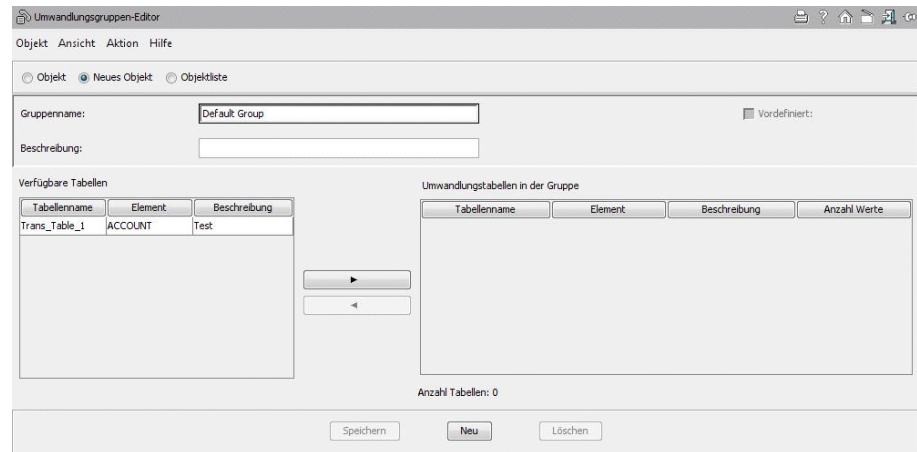 Umwandlungsgruppen-Editor
Objekt Ansicht Aktion Hilfe
Objekt Neues Objekt Objektliste
Gruppenname: Default Group Vordefiniert:
Beschreibung:
Verfügbare Tabellen
Tabellenname Element Beschreibung
Trans_Table_1 ACCOUNT Test
Umwandlungstabellen in der Gruppe
Tabellenname Element Beschreibung Anzahl Werte
Anzahl Tabellen: 0
Speichern Neu Löschen